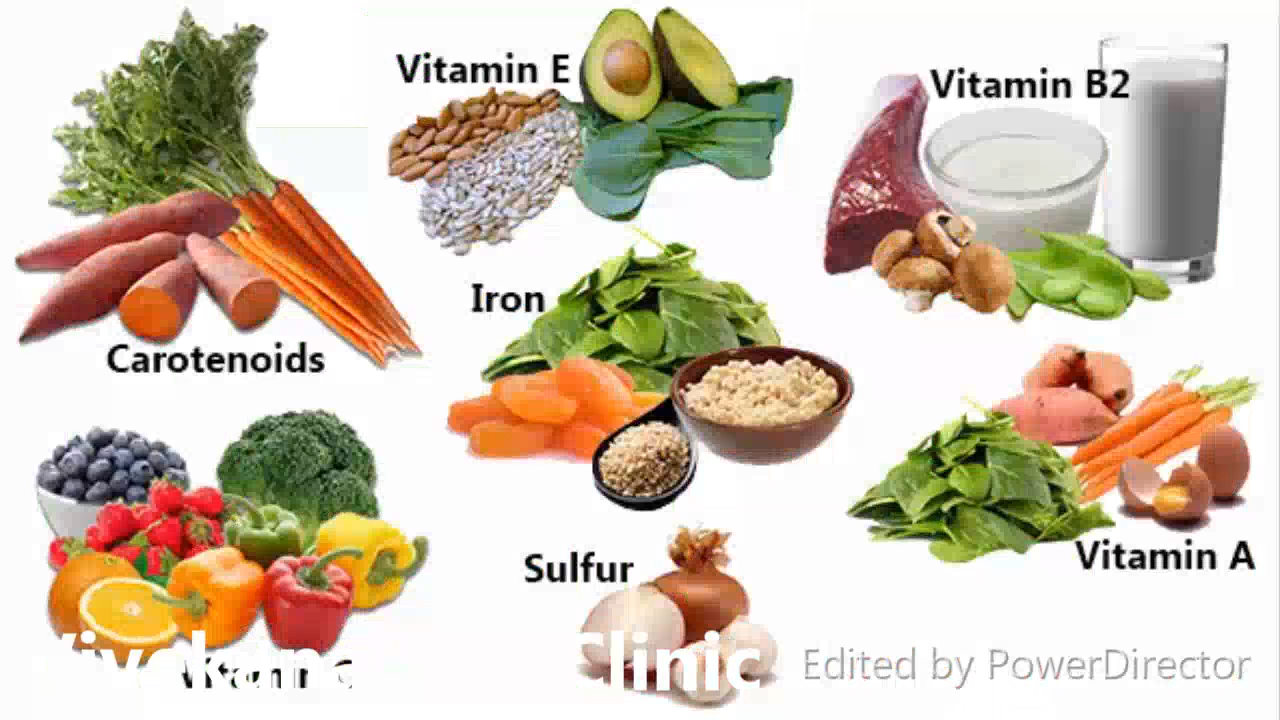 Vitamin E
Vitamin B2
Iron
Carotenoids
Sulfur
Vitamin A
Clinic
Edited by PowerDirector